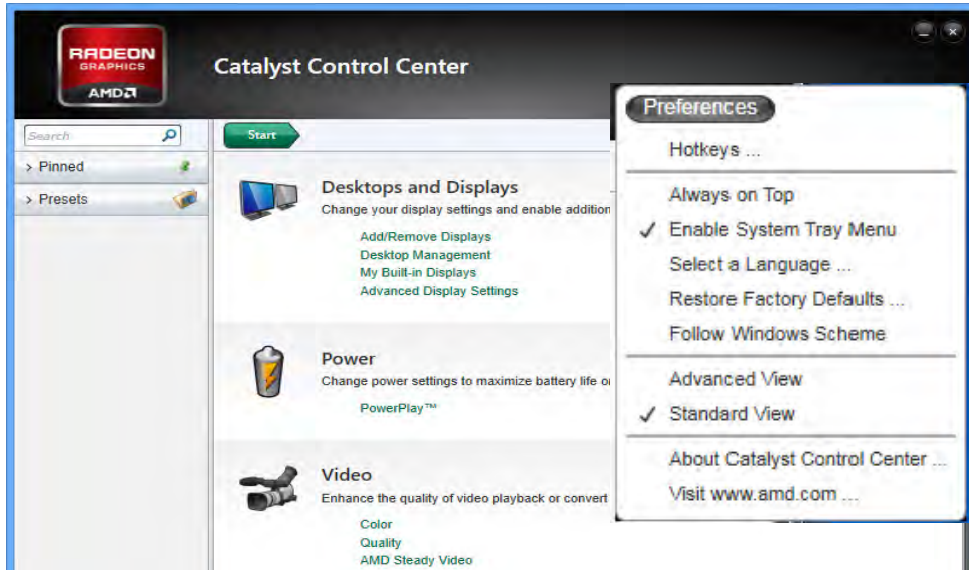 RADEON
GRAPHICS
AMD
Catalyst Control Center
Search
Start
> Pinned
> Presets
Desktops and Displays
Change your display settings and enable addition
Add/Remove Displays
Desktop Management
My Built-in Displays
Advanced Display Settings
Power
Change power settings to maximize battery life o
PowerPlay™
Video
Enhance the quality of video playback or convert
Color
Quality
AMD Steady Video
Preferences
Hotkeys ...
Always on Top
✓ Enable System Tray Menu
Select a Language ...
Restore Factory Defaults ...
Follow Windows Scheme
Advanced View
✓ Standard View
About Catalyst Control Center ...
Visit www.amd.com ...